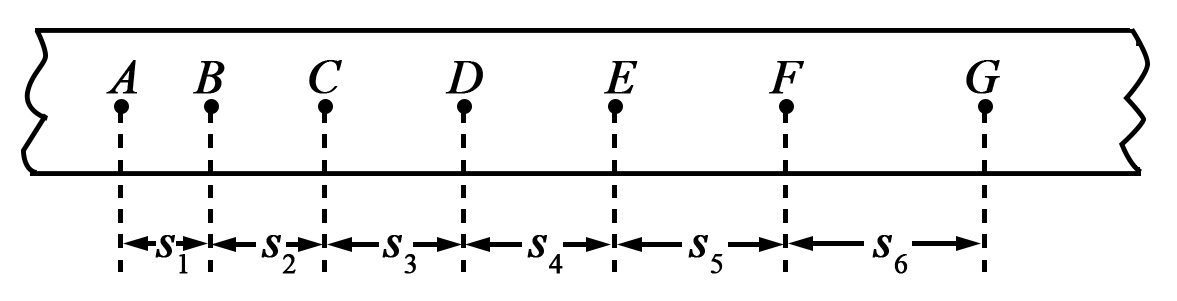 A B C D E F G
s₁ s₂ s₃ s₄ s₅ s₆